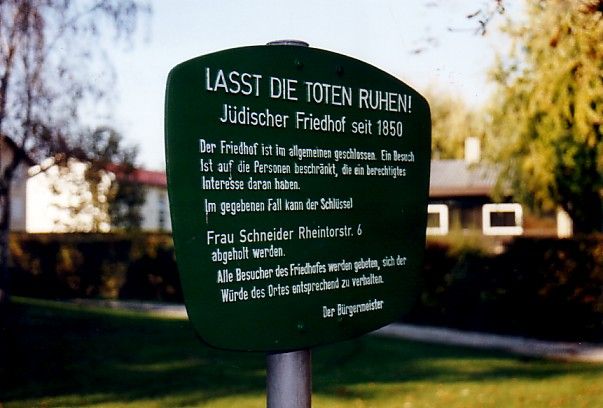 LASST DIE TOTEN RUHEN!
Jüdischer Friedhof seit 1850
Der Friedhof ist im allgemeinen geschlossen. Ein Besuch
ist auf die Personen beschränkt, die ein berechtigtes
Interesse daran haben.
Im gegebenen Fall kann der Schlüssel
Frau Schneider Rheintorstr. 6
abgeholt werden.
Alle Besucher des Friedhofes werden gebeten, sich der
Würde des Ortes entsprechend zu verhalten.
Der Bürgermeister